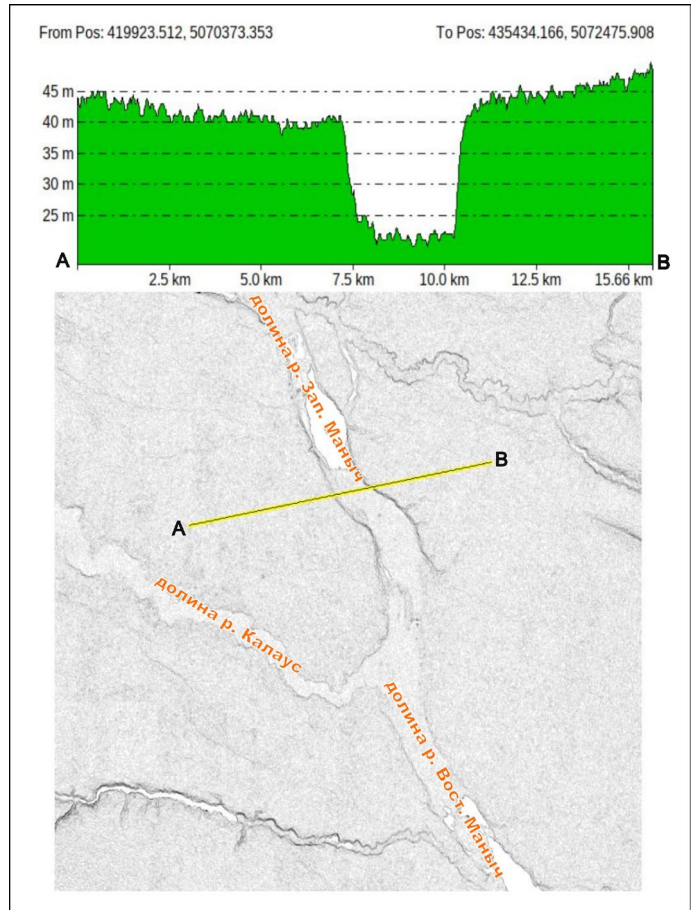 From Pos: 419923.512, 5070373.353
To Pos: 435434.166, 5072475.908
45 m
40 m
35 m
30 m
25 m
A
B
2.5 km
5.0 km
7.5 km
10.0 km
12.5 km
15.66 km
долина р. Зап. Маныч
A
B
долина р. Калаус
долина р. Вост. Маныч